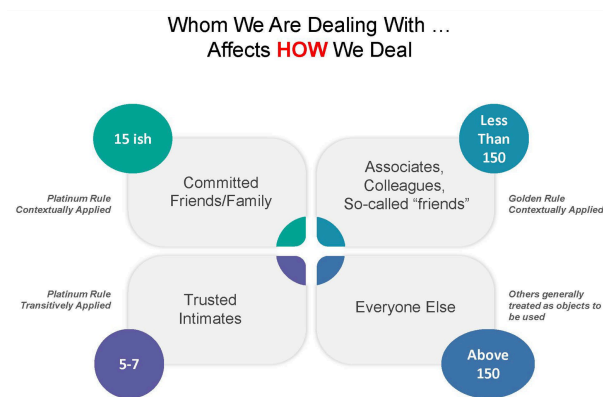 Whom We Are Dealing With …
Affects HOW We Deal
15 ish
Committed
Friends/Family
Platinum Rule
Contextually Applied
Less
Than
150
Associates,
Colleagues,
So-called “friends”
Golden Rule
Contextually Applied
Platinum Rule
Transitively Applied
Trusted
Intimates
5-7
Everyone Else
Others generally
treated as objects to
be used
Above
150